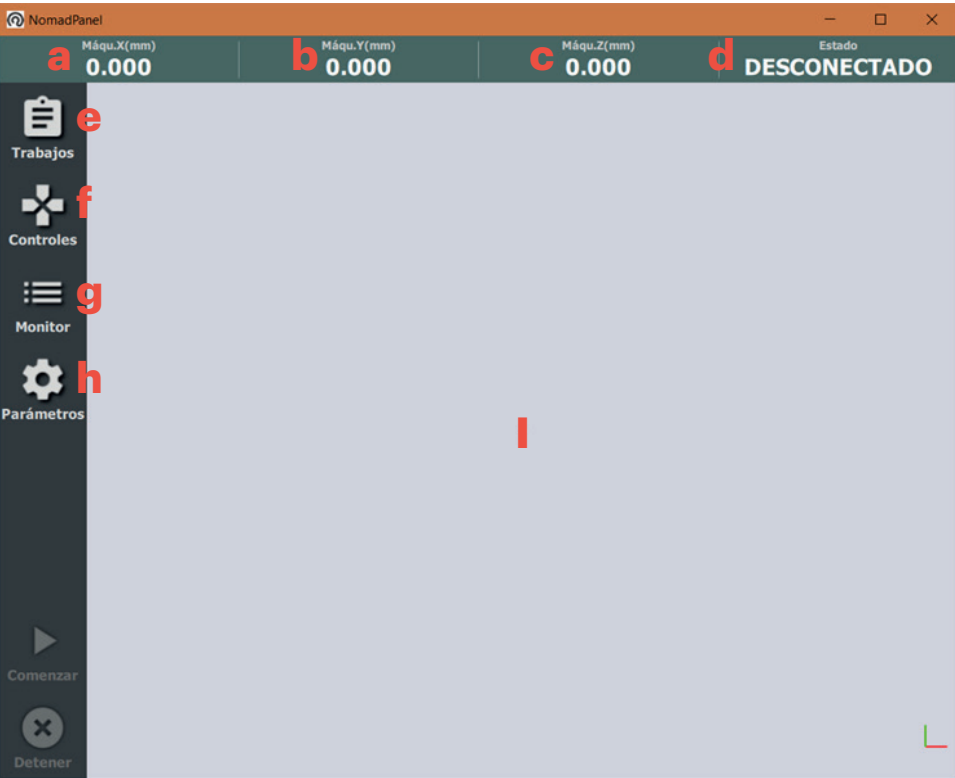 NomadPanel
a Máqu.X(mm) 0.000
b Máqu.Y(mm) 0.000
c Máqu.Z(mm) 0.000
d Estado DESCONECTADO
e
Trabajos
f
Controles
g
Monitor
h
Parámetros
I
Comenzar
Detener